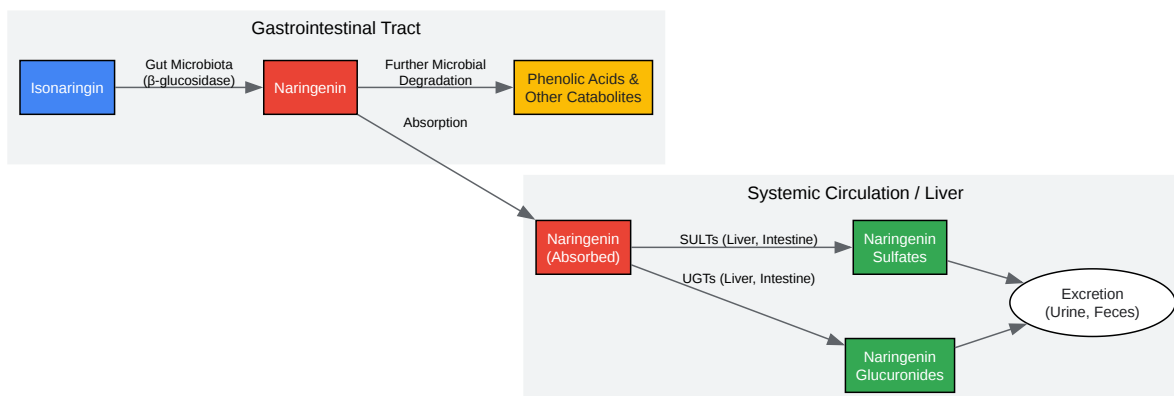 Gastrointestinal Tract
Isonaringin
Gut Microbiota
(β-glucosidase)
Naringenin
Further Microbial
Degradation
Phenolic Acids &
Other Catabolites
Absorption
Systemic Circulation / Liver
Naringenin
(Absorbed)
SULTs (Liver, Intestine)
Naringenin
Sulfates
UGTs (Liver, Intestine)
Naringenin
Glucuronides
Excretion
(Urine, Feces)